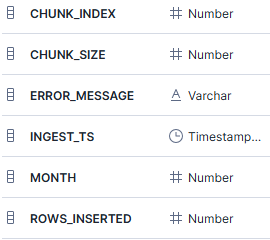 CHUNK_INDEX # Number
CHUNK_SIZE # Number
ERROR_MESSAGE A Varchar
INGEST_TS Timestamp...
MONTH # Number
ROWS_INSERTED # Number